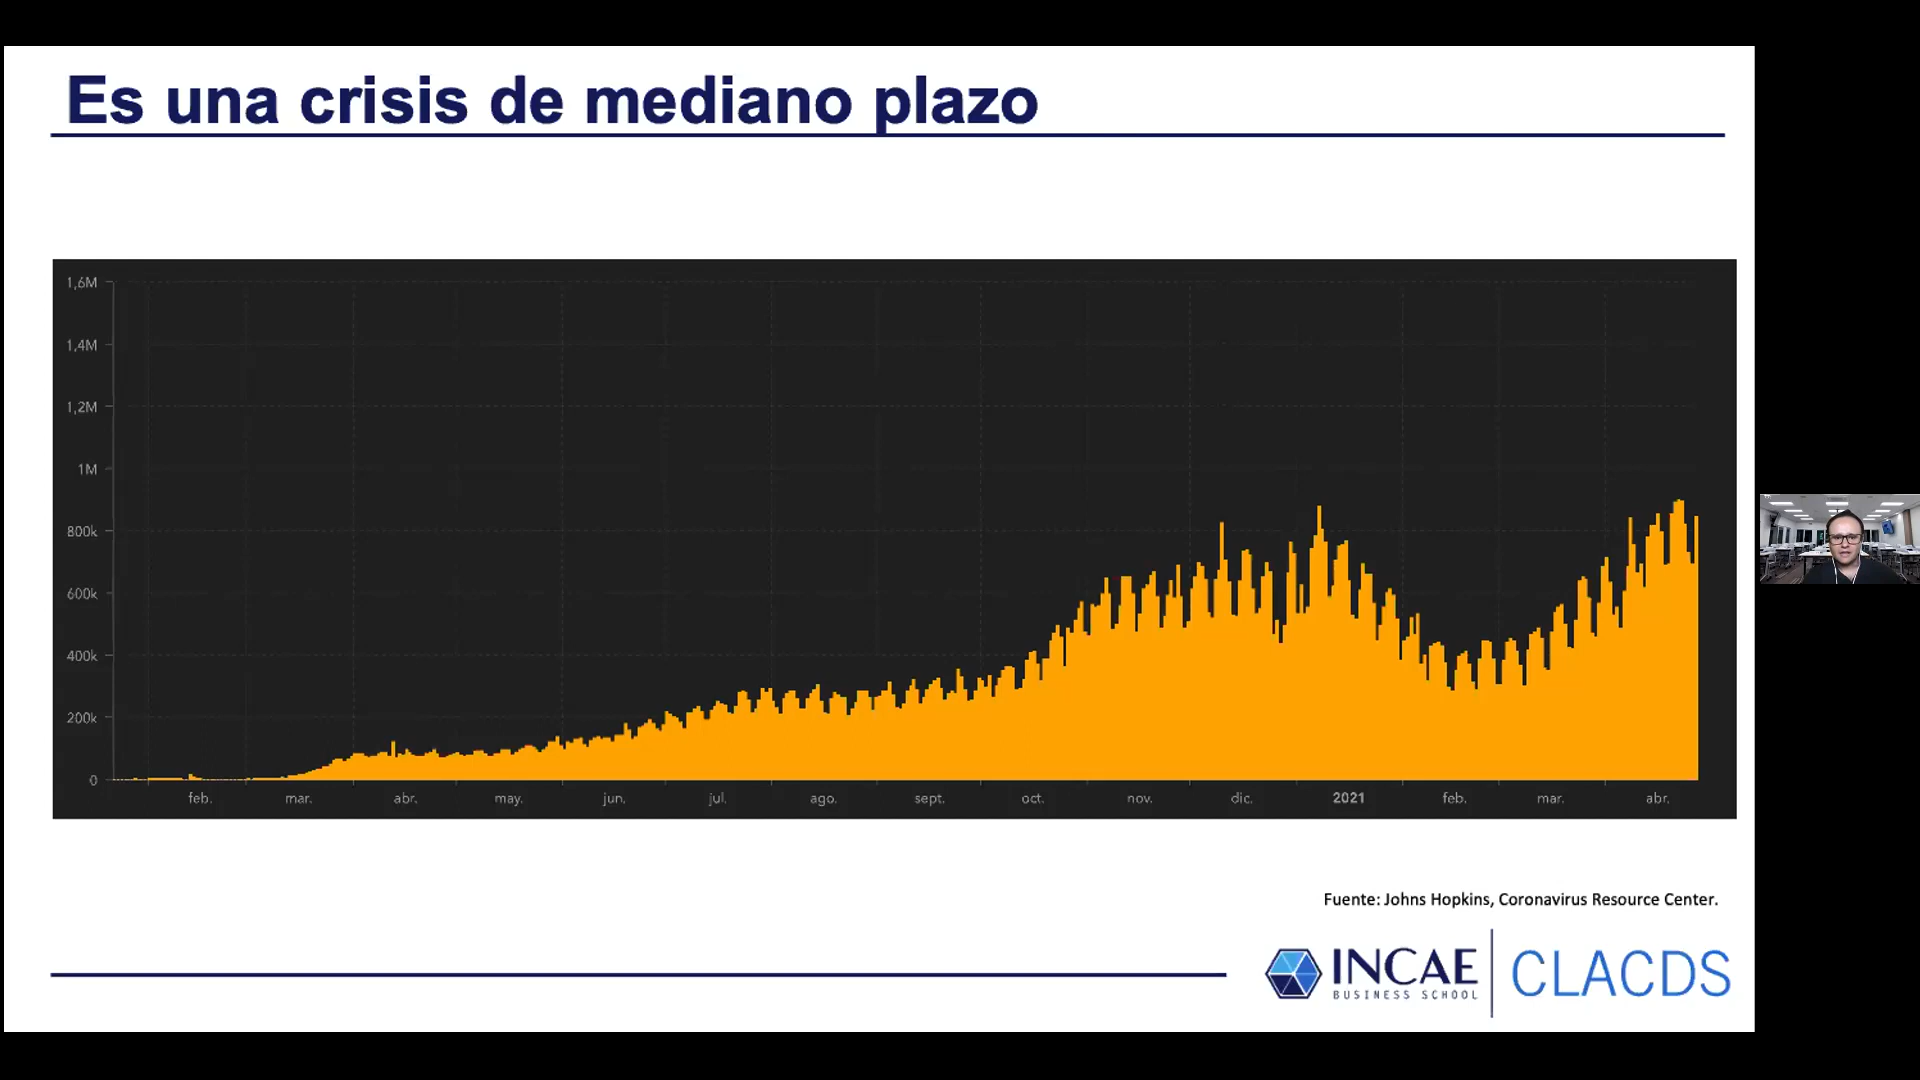 Es una crisis de mediano plazo
1,6M
1,4M
1,2M
1M
800k
600k
400k
200k
0
feb. mar. abr. may. jun. jul. ago. sept. oct. nov. dic. 2021 feb. mar. abr.
Fuente: Johns Hopkins, Coronavirus Resource Center.
INCAE
BUSINESS SCHOOL
CLACDS